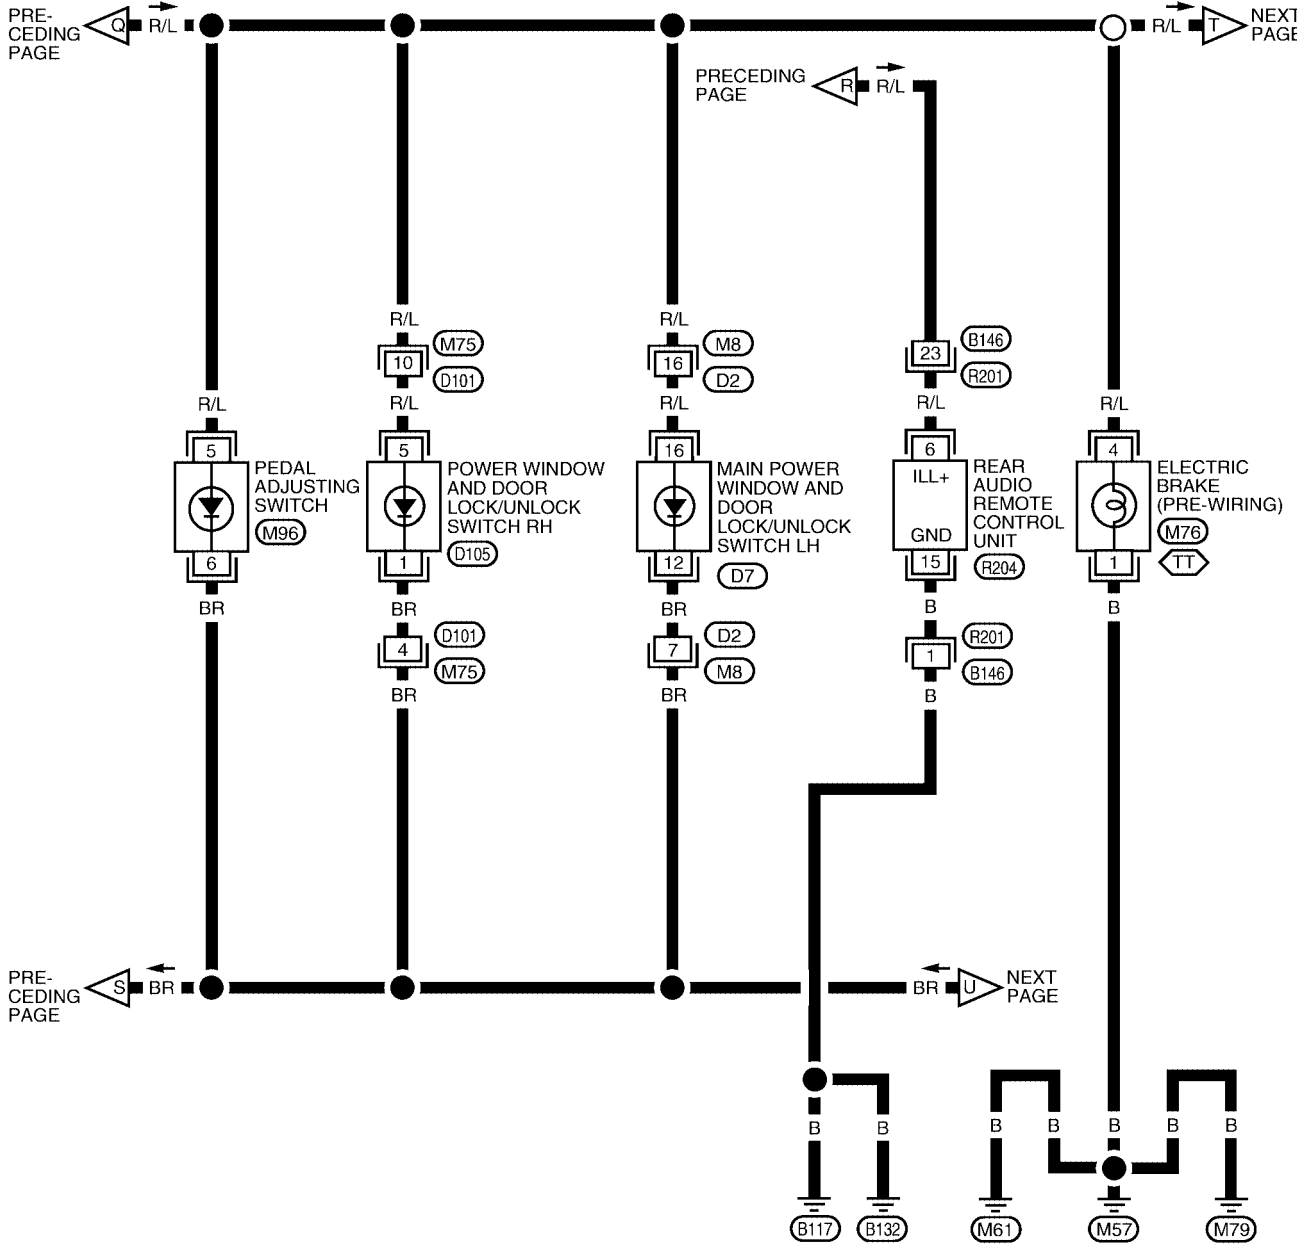 PRE-
CEDING
PAGE
Q
R/L
R/L
T
NEXT
PAGE
PRECEDING
PAGE
R
R/L
R/L
10
M75
D101
R/L
R/L
16
M8
D2
R/L
23
B146
R201
R/L
R/L
R/L
5
PEDAL
ADJUSTING
SWITCH
M96
6
BR
5
POWER WINDOW
AND DOOR
LOCK/UNLOCK
SWITCH RH
D105
1
BR
16
MAIN POWER
WINDOW AND
DOOR
LOCK/UNLOCK
SWITCH LH
D7
12
BR
6
ILL+
GND
15
REAR
AUDIO
REMOTE
CONTROL
UNIT
R204
B
4
ELECTRIC
BRAKE
(PRE-WIRING)
M76
TT
1
B
4
D101
M75
BR
7
D2
M8
BR
1
R201
B146
B
PRE-
CEDING
PAGE
S
BR
BR
U
NEXT
PAGE
B
B
B
B
B
B
B
B117
B132
M61
M57
M79